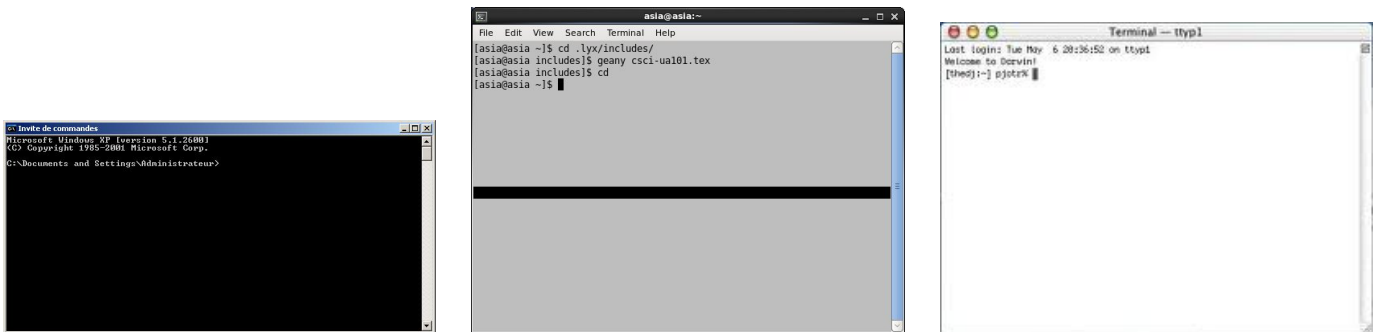 Invite de commandes
Microsoft Windows XP [version 5.1.2600]
(C) Copyright 1985-2001 Microsoft Corp.
C:\Documents and Settings\Administrateur>
asia@asia:~
File Edit View Search Terminal Help
[asia@asia ~]$ cd .lyx/includes/
[asia@asia includes]$ geany csci-ua101.tex
[asia@asia includes]$ cd
[asia@asia ~]$
Terminal — ttyp1
Last login: Tue May 6 20:36:52 on ttyp1
Welcome to Darwin!
[thedj:~] pjotr%